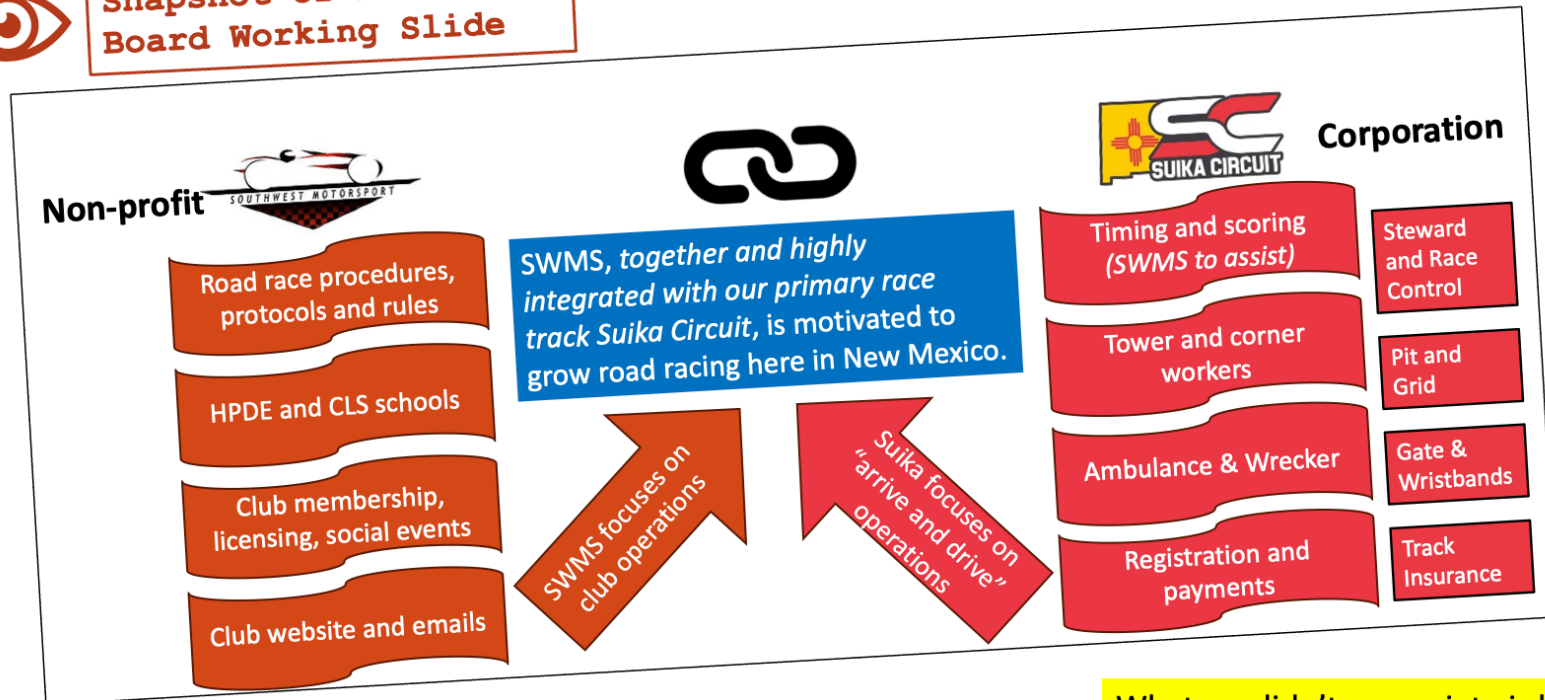 Snapshot of
Board Working Slide
Non-profit
SOUTHWEST MOTORSPORT
SUIKA CIRCUIT
Corporation
Road race procedures,
protocols and rules
HPDE and CLS schools
Club membership,
licensing, social events
Club website and emails
SWMS, together and highly
integrated with our primary race
track Suika Circuit, is motivated to
grow road racing here in New Mexico.
SWMS focuses on
club operations
Suika focuses on
“arrive and drive”
operations
Timing and scoring
(SWMS to assist)
Tower and corner
workers
Ambulance & Wrecker
Registration and
payments
Steward
and Race
Control
Pit and
Grid
Gate &
Wristbands
Track
Insurance